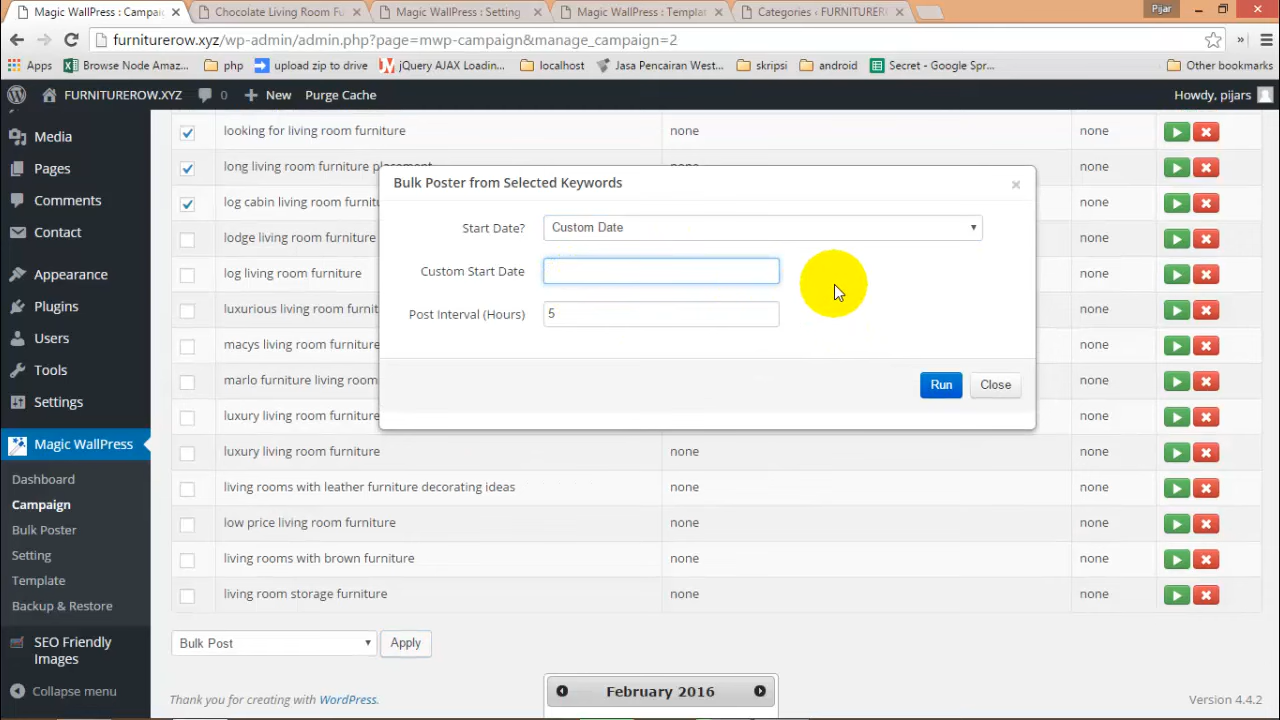 Magic WallPress : Campai
Chocolate Living Room Fu
Magic WallPress : Setting
Magic WallPress : Templat
Categories ‹ FURNITURER
Pijar
furniturerow.xyz/wp-admin/admin.php?page=mwp-campaign&manage_campaign=2
Apps
Browse Node Amaz...
php
upload zip to drive
jQuery AJAX Loadin...
localhost
Jasa Pencairan West...
skripsi
android
Secret - Google Spr...
Other bookmarks
FURNITUREROW.XYZ
0
New
Purge Cache
Howdy, pijars
Media
Pages
Comments
Contact
Appearance
Plugins
Users
Tools
Settings
Magic WallPress
Dashboard
Campaign
Bulk Poster
Setting
Template
Backup & Restore
SEO Friendly
Images
Collapse menu
looking for living room furniture none none
long living room furniture placement none none
log cabin living room furnitu none
lodge living room furniture none
log living room furniture none
luxurious living room furnit none
macys living room furniture none
marlo furniture living room none
luxury living room furniture none
luxury living room furniture none none
living rooms with leather furniture decorating ideas none none
low price living room furniture none none
living rooms with brown furniture none none
living room storage furniture none none
Bulk Poster from Selected Keywords
×
Start Date? Custom Date
Custom Start Date
Post Interval (Hours) 5
Run
Close
Bulk Post
Apply
February 2016
Thank you for creating with WordPress.
Version 4.4.2